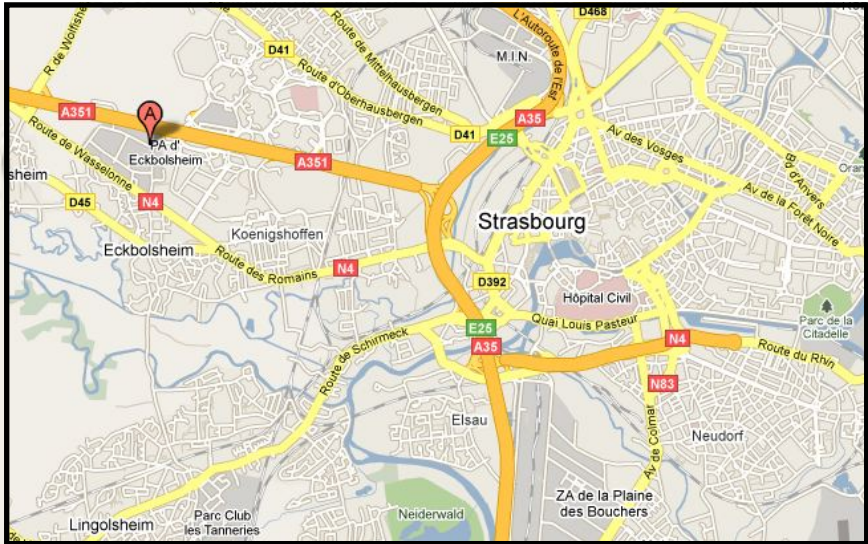 D468
R de Wolfish
D41
Route de Mittelhausbergen
L'Autoroute de l'Est
M.I.N.
Route d'Oberhausbergen
A351
A
D41
A35
E25
PA d'
Eckbolsheim
Av des Vosges
Bd d'Anvers
Oran
A351
Route de Wasselonne
sheim
N4
Av de la Forêt Noire
D45
Strasbourg
Koenigshoffen
Eckbolsheim
Route des Romains
N4
D392
Hôpital Civil
Parc de la
Citadelle
Quai Louis Pasteur
E25
A35
N4
Route du Rhin
Route de Schirmeck
N83
Elsau
Av de Colmar
Neudorf
ZA de la Plaine
des Bouchers
Parc Club
les Tanneries
Lingolsheim
Neiderwald